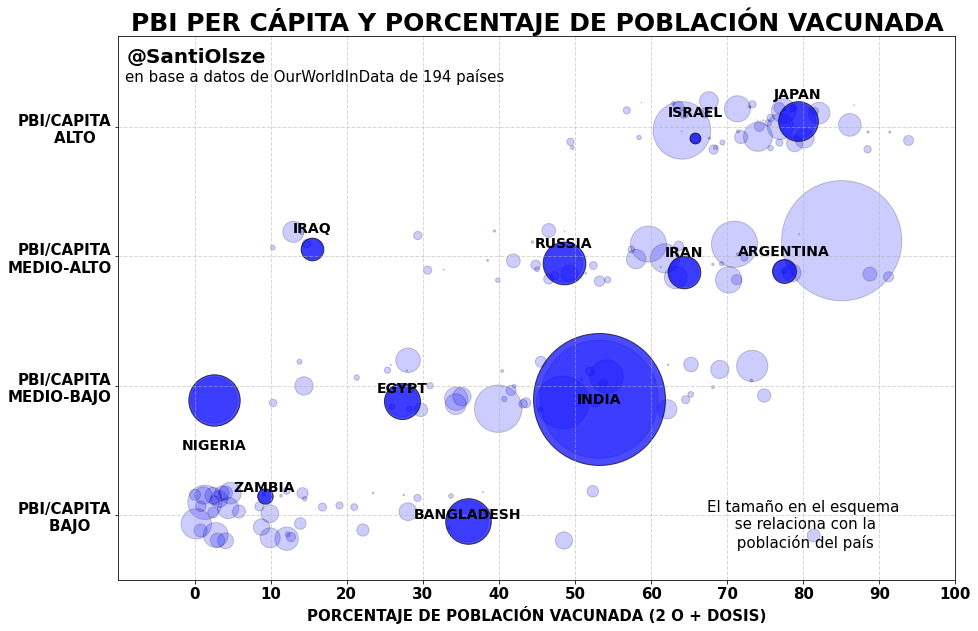 PBI PER CÁPITA Y PORCENTAJE DE POBLACIÓN VACUNADA
@SantiOlsze
en base a datos de OurWorldInData de 194 países
PBI/CAPITA
ALTO
JAPAN
ISRAEL
PBI/CAPITA
MEDIO-ALTO
IRAQ
RUSSIA
IRAN
ARGENTINA
PBI/CAPITA
MEDIO-BAJO
EGYPT
INDIA
NIGERIA
PBI/CAPITA
BAJO
ZAMBIA
BANGLADESH
El tamaño en el esquema
se relaciona con la
población del país
0 10 20 30 40 50 60 70 80 90 100
PORCENTAJE DE POBLACIÓN VACUNADA (2 O + DOSIS)